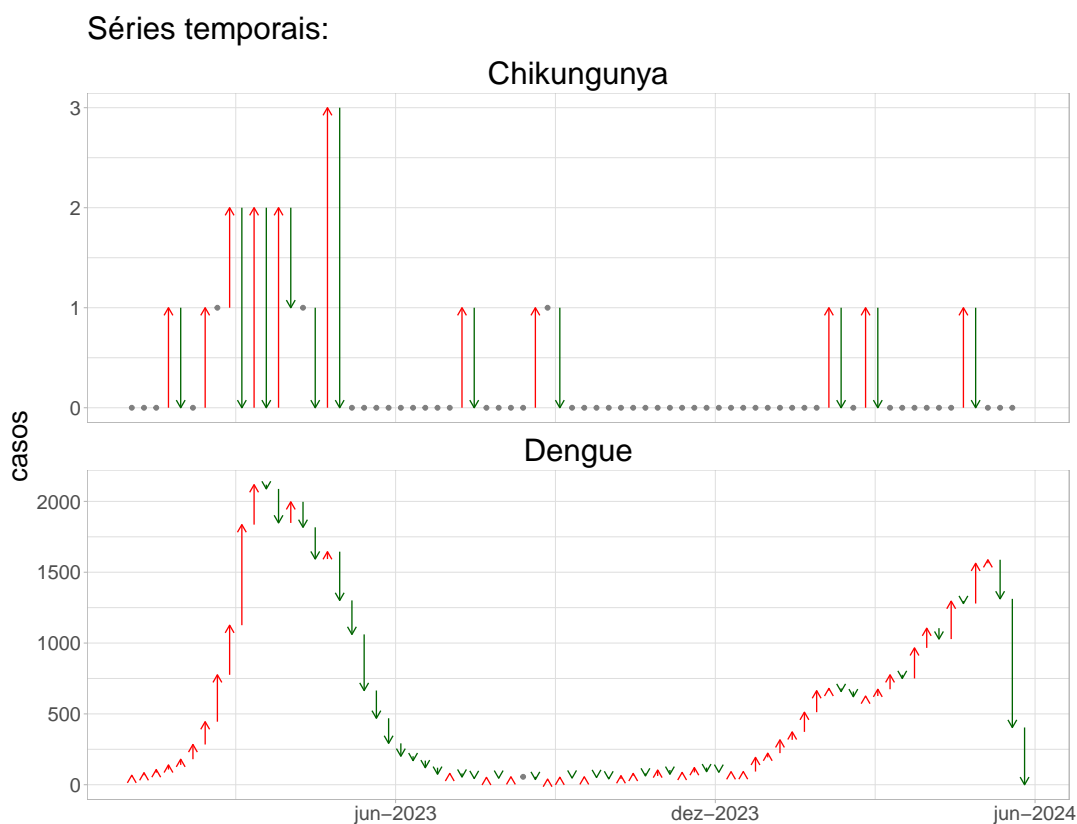 Séries temporais:
Chikungunya
3
2
1
0
casos
Dengue
2000
1500
1000
500
0
jun−2023
dez−2023
jun−2024